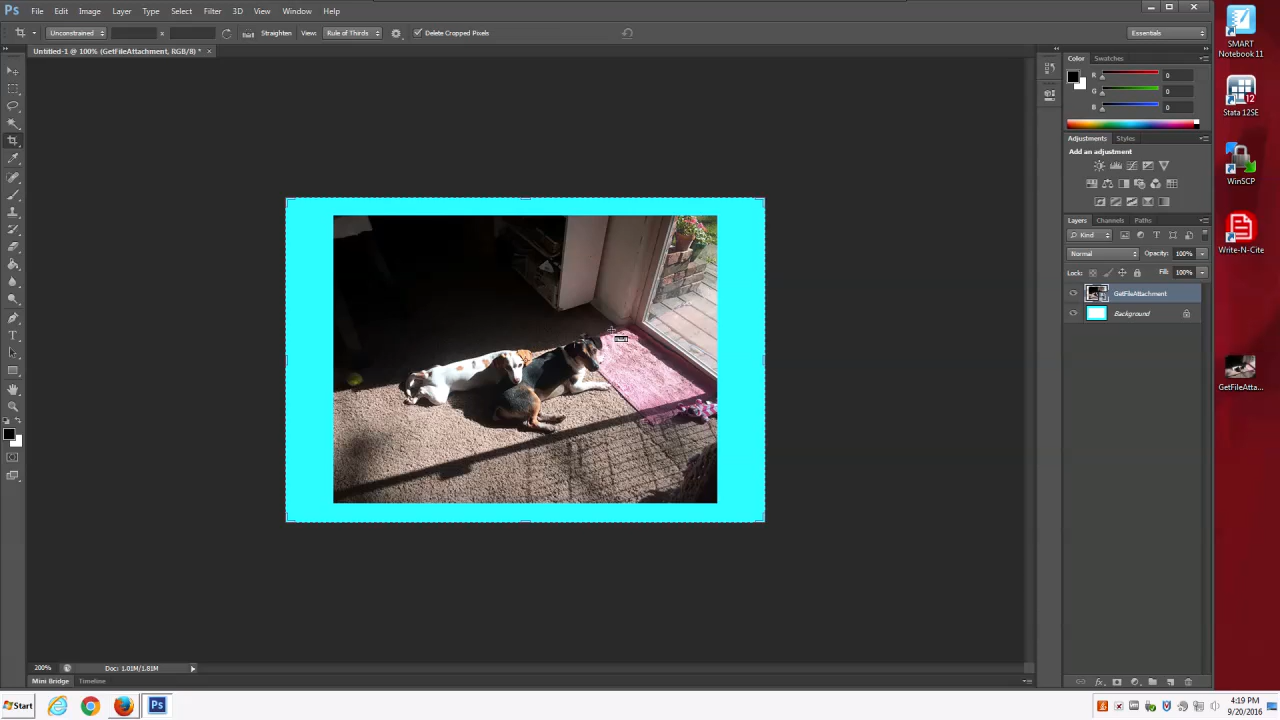 Ps File Edit Image Layer Type Select Filter 3D View Window Help
Unconstrained x Straighten View: Rule of Thirds Delete Cropped Pixels Essentials
Untitled-1 @ 100% (GetFileAttachment, RGB/8) * ×
Color Swatches
R 0
G 0
B 0
Adjustments Styles
Add an adjustment
Layers Channels Paths
Kind
Normal Opacity: 100%
Lock: Fill: 100%
GetFileAttachment
Background
SMART
Notebook 11
12
Stata 12SE
WinSCP
Write-N-Cite
GetFileAtta...
200% Doc: 1.01M/1.81M
Mini Bridge Timeline
Start Ps
4:19 PM
9/20/2016